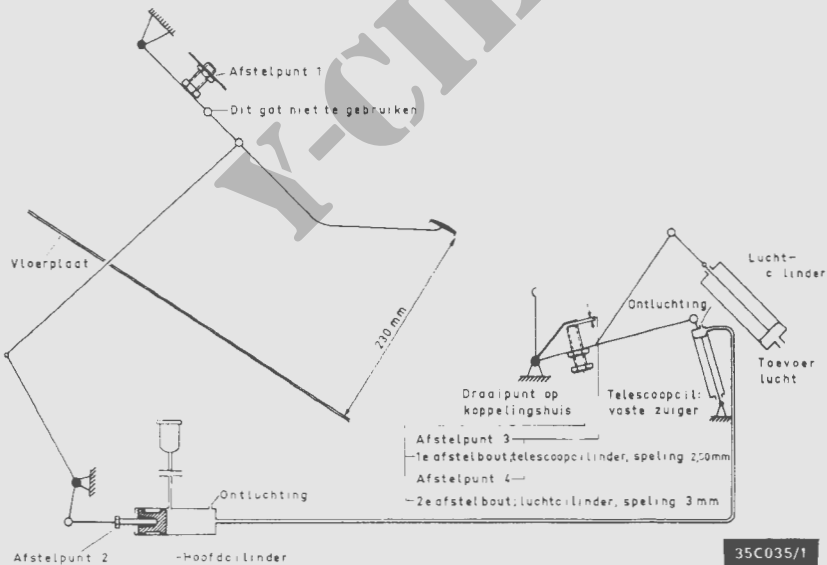 Y-CI
Afstelpunt 1
Dit gat niet te gebruiken
Vloerplaat
230 mm
Lucht-
cilinder
Ontluchting
Toevoer
lucht
Draaipunt op
koppelingshuis
Telescoopcil:
vaste zuiger
Afstelpunt 3
1e afstelbout; telescoopcilinder, speling 2,50mm
Afstelpunt 4
2e afstelbout; luchtcilinder, speling 3mm
Ontluchting
Afstelpunt 2
-Hoofdcilinder
35C035/1